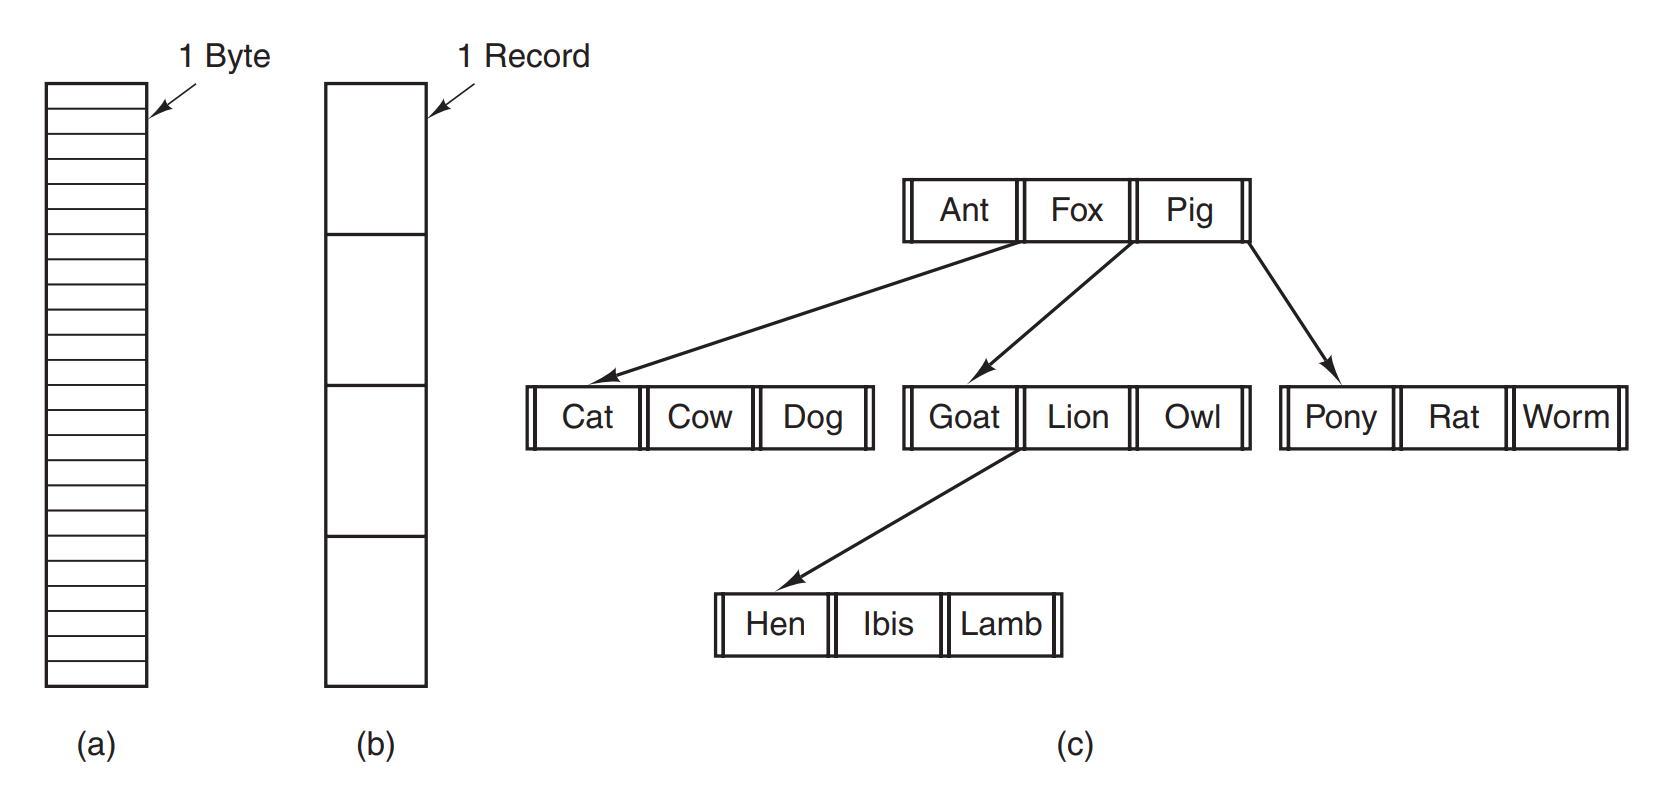 1 Byte
1 Record
Ant Fox Pig
Cat Cow Dog
Goat Lion Owl
Pony Rat Worm
Hen Ibis Lamb
(a)
(b)
(c)